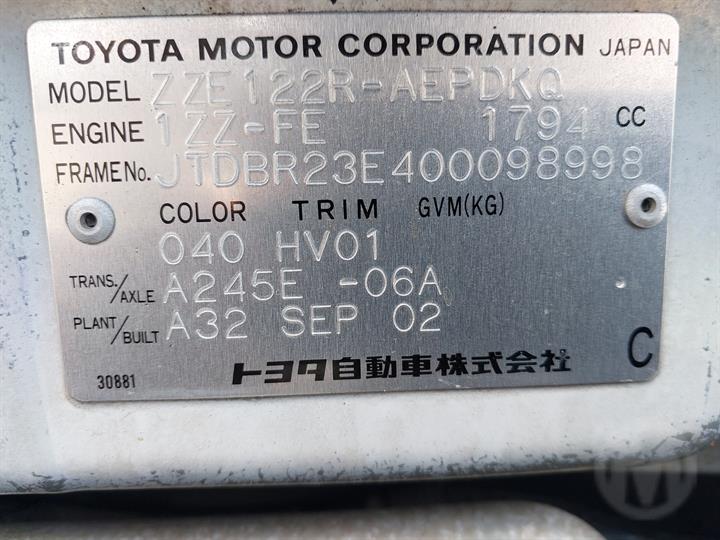 TOYOTA MOTOR CORPORATION JAPAN
MODEL ZZE122R-AEPDKQ
ENGINE 1ZZ-FE 1794 CC
FRAME No. JTDBR23E400098998
COLOR TRIM GVM(KG)
040 HV01
TRANS./AXLE A245E -06A
PLANT/BUILT A32 SEP 02
C
30881 トヨタ自動車株式会社
M